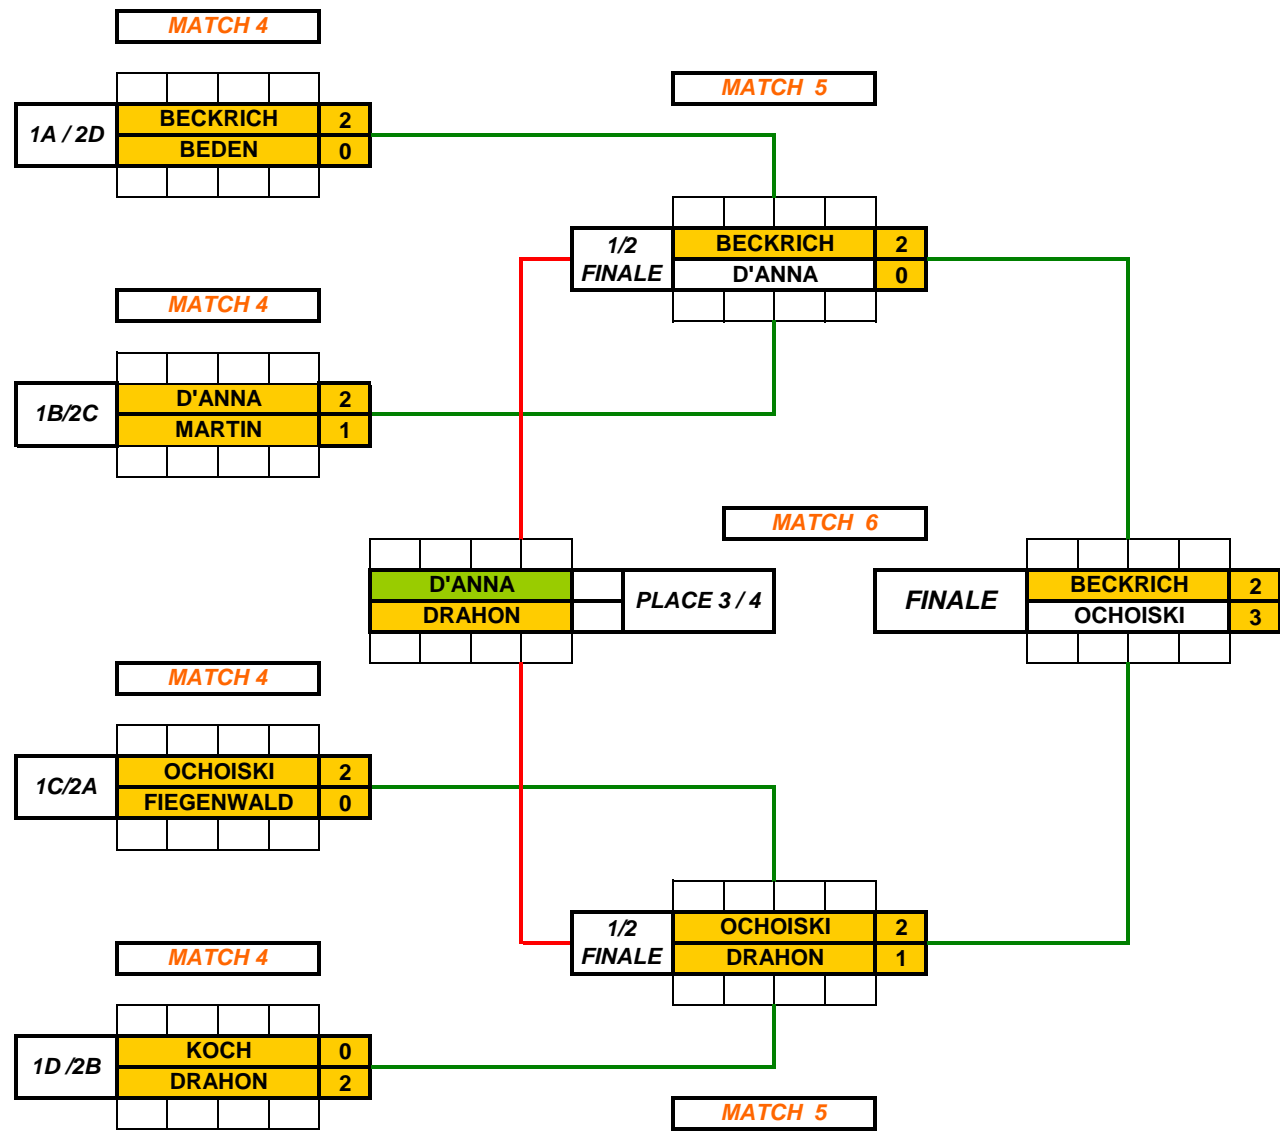 MATCH 4
MATCH 5
1A / 2D
BECKRICH 2
BEDEN 0
1/2 FINALE
BECKRICH 2
D'ANNA 0
MATCH 4
1B/2C
D'ANNA 2
MARTIN 1
MATCH 6
D'ANNA
DRAHON
PLACE 3 / 4
FINALE
BECKRICH 2
OCHOISKI 3
MATCH 4
1C/2A
OCHOISKI 2
FIEGENWALD 0
1/2 FINALE
OCHOISKI 2
DRAHON 1
MATCH 4
1D /2B
KOCH 0
DRAHON 2
MATCH 5